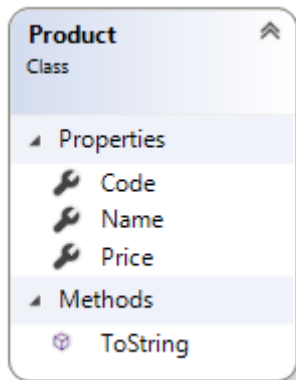 Product
Class
Properties
Code
Name
Price
Methods
ToString